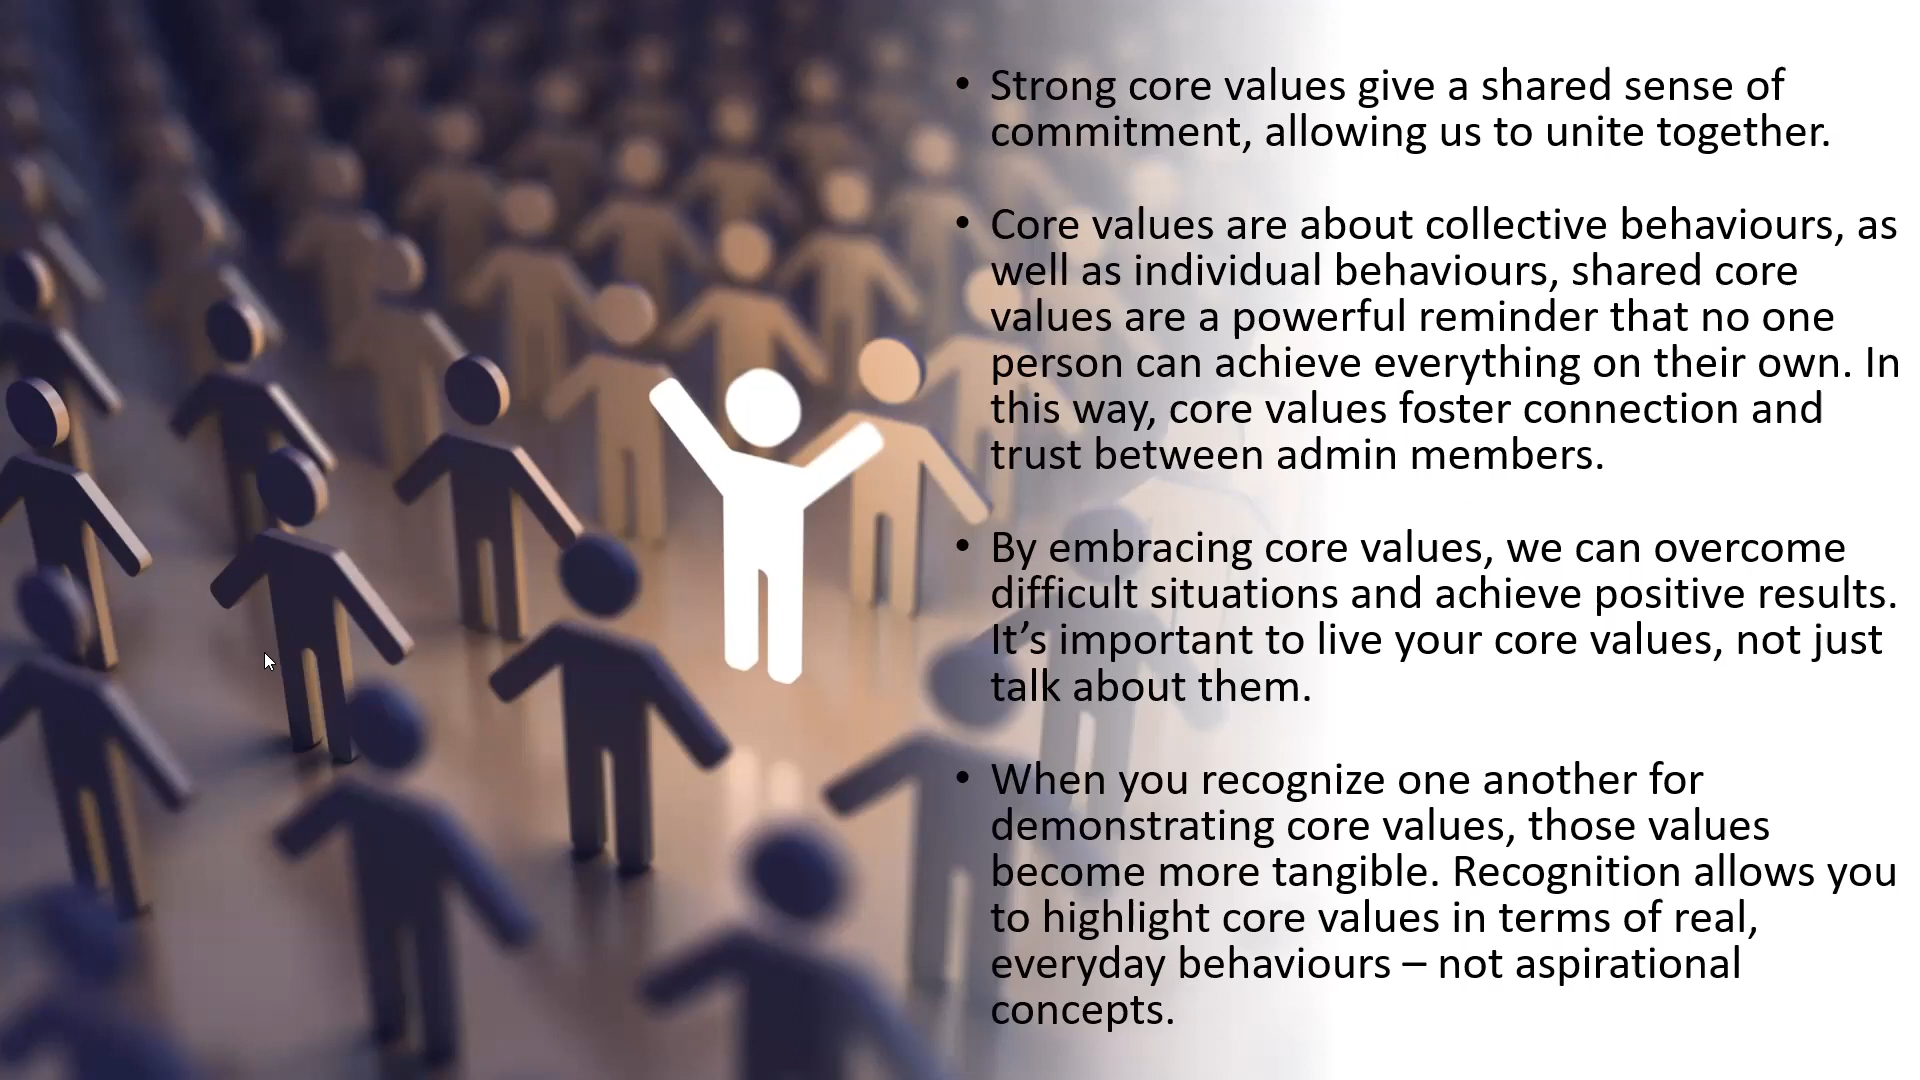 • Strong core values give a shared sense of
commitment, allowing us to unite together.
• Core values are about collective behaviours, as
well as individual behaviours, shared core
values are a powerful reminder that no one
person can achieve everything on their own. In
this way, core values foster connection and
trust between admin members.
• By embracing core values, we can overcome
difficult situations and achieve positive results.
It’s important to live your core values, not just
talk about them.
• When you recognize one another for
demonstrating core values, those values
become more tangible. Recognition allows you
to highlight core values in terms of real,
everyday behaviours – not aspirational
concepts.